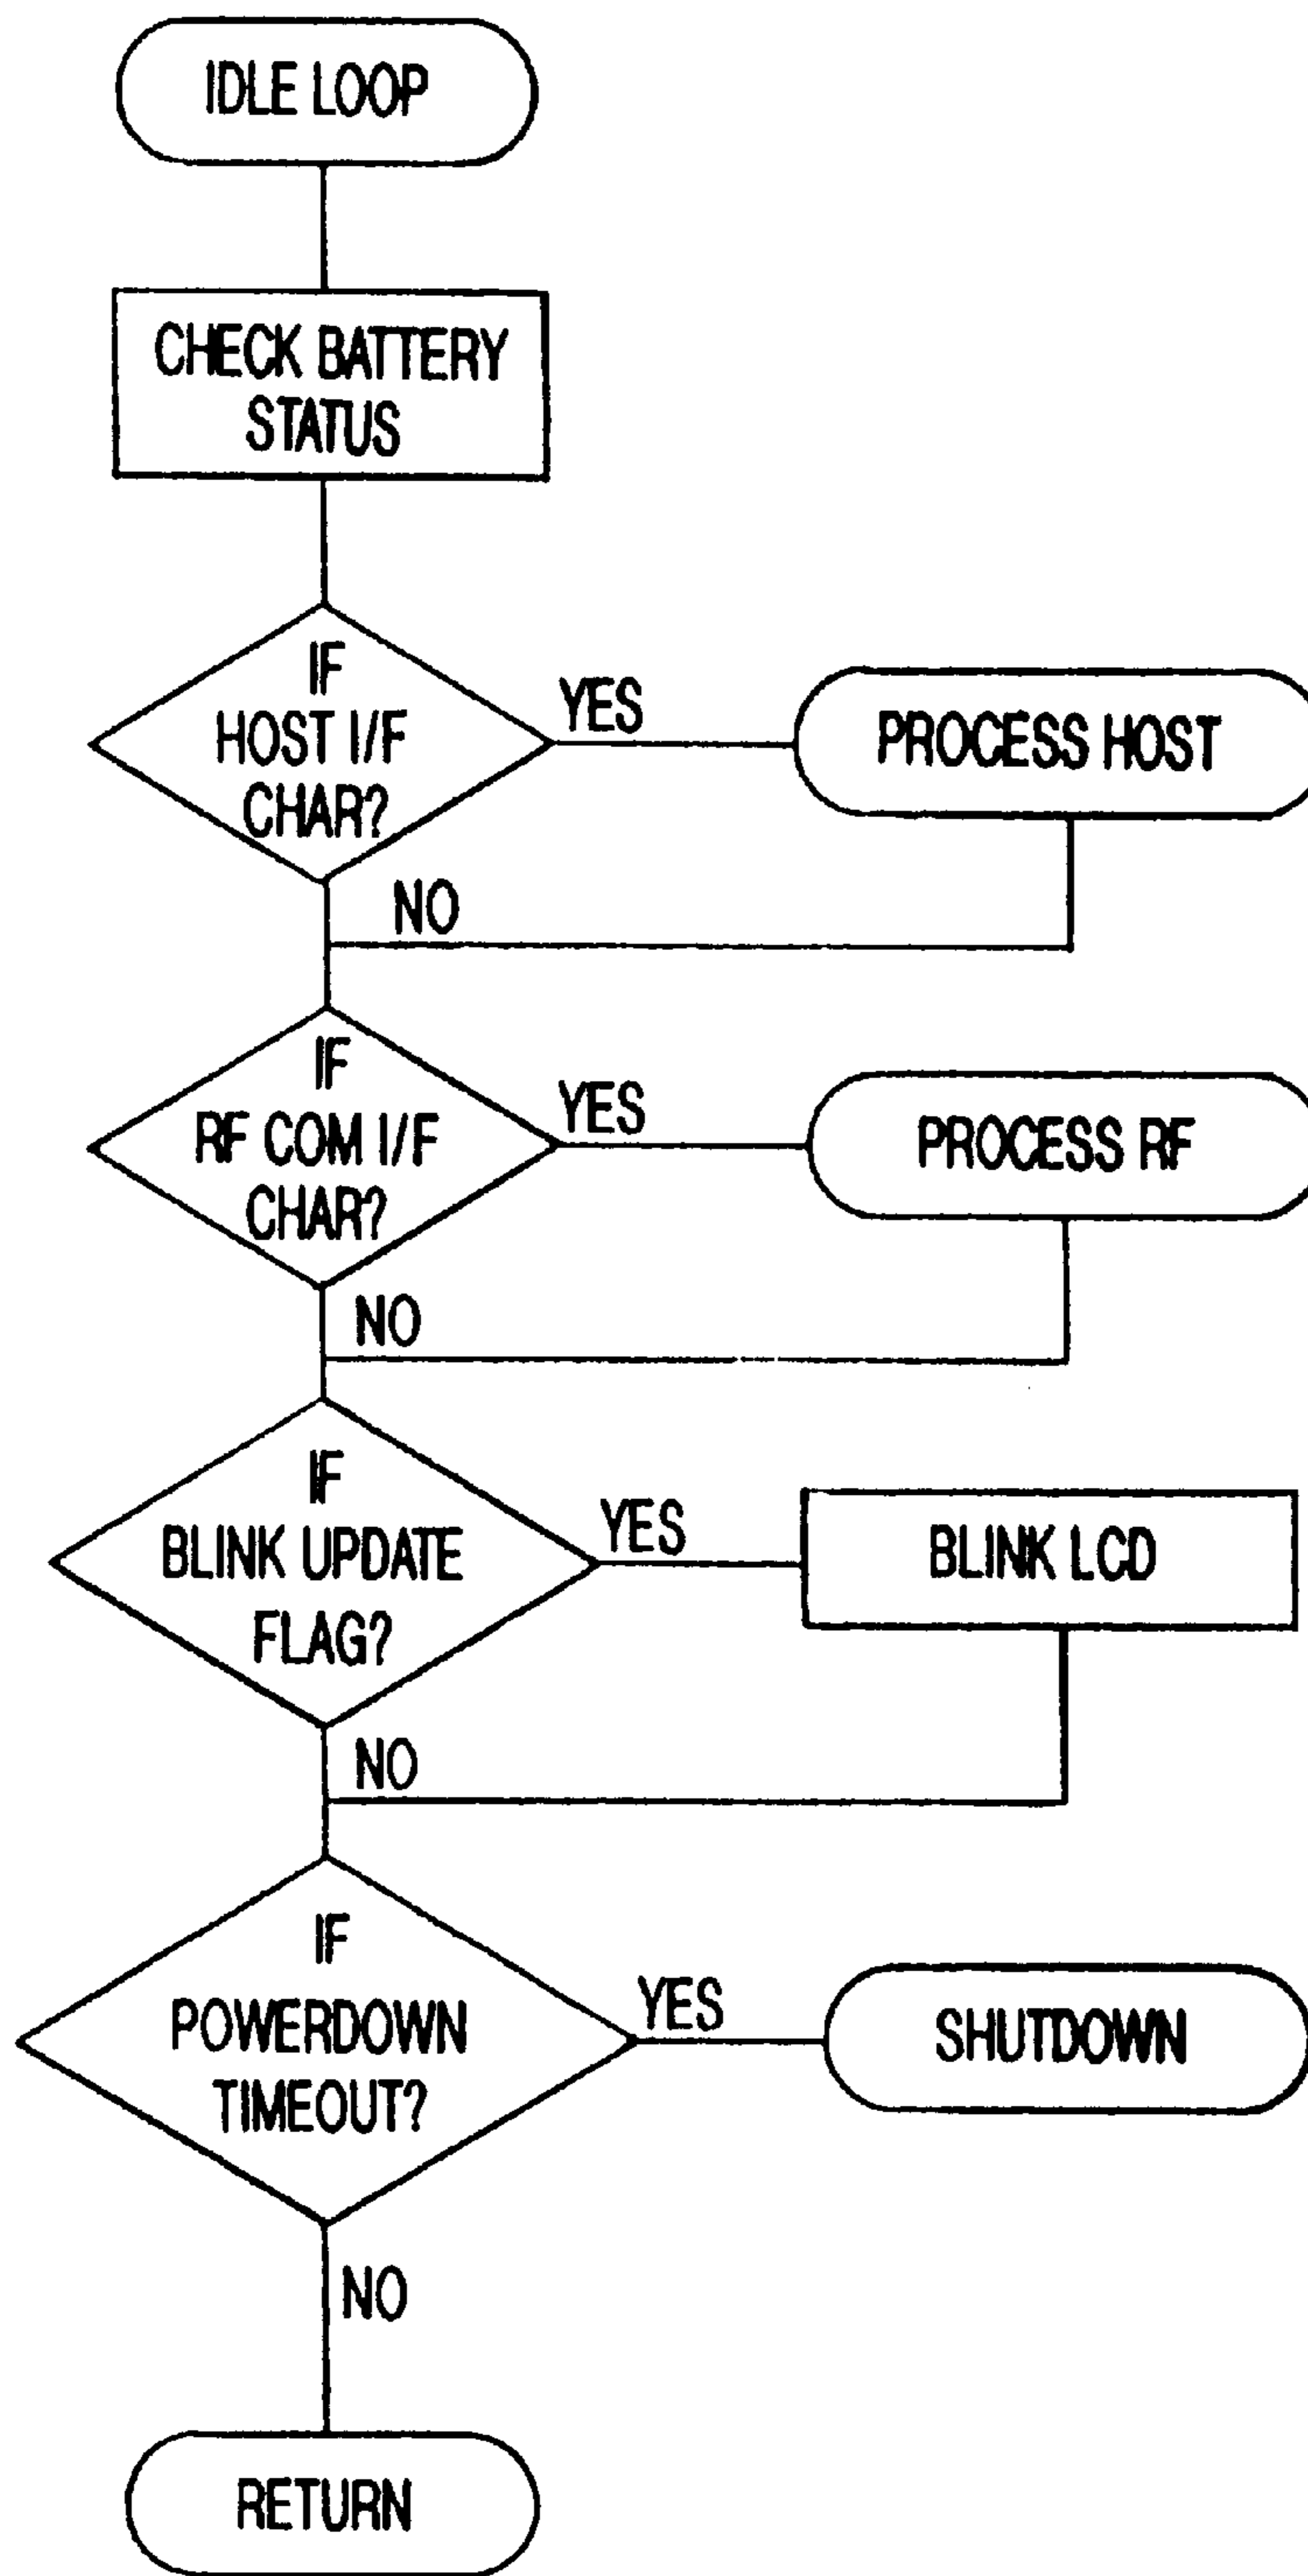 IDLE LOOP
CHECK BATTERY
STATUS
IF
HOST I/F
CHAR?
YES
PROCESS HOST
NO
IF
RF COM I/F
CHAR?
YES
PROCESS RF
NO
IF
BLINK UPDATE
FLAG?
YES
BLINK LCD
NO
IF
POWERDOWN
TIMEOUT?
YES
SHUTDOWN
NO
RETURN